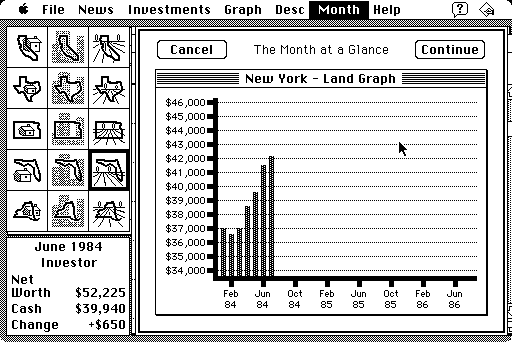 File News Investments Graph Desc Month Help
Cancel The Month at a Glance Continue
New York - Land Graph
$46,000
$45,000
$44,000
$43,000
$42,000
$41,000
$40,000
$39,000
$38,000
$37,000
$36,000
$35,000
$34,000
Feb Jun Oct Feb Jun Oct Feb Jun
84 84 84 85 85 85 86 86
June 1984
Investor
Net
Worth $52,225
Cash $39,940
Change +$650